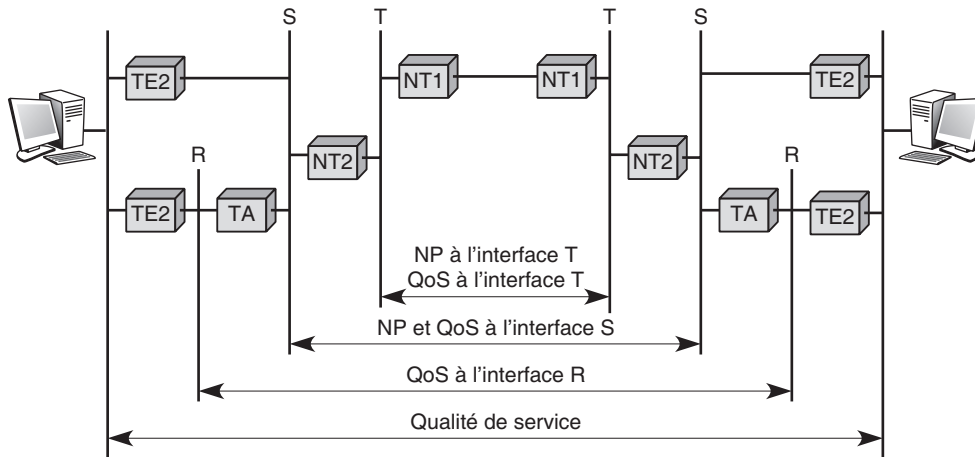 S T T S
TE2 NT1 NT1 TE2
R NT2 NT2 R
TE2 TA TA TE2
NP à l'interface T
QoS à l'interface T
NP et QoS à l'interface S
QoS à l'interface R
Qualité de service